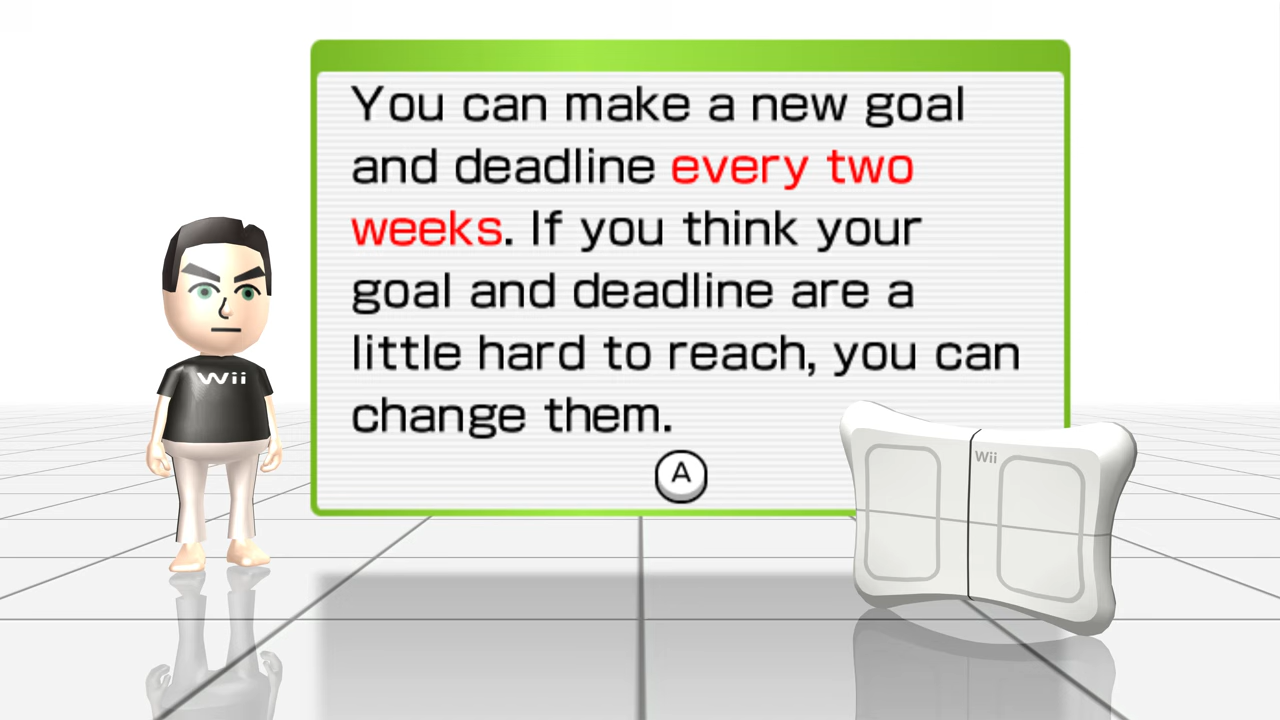 You can make a new goal
and deadline every two
weeks. If you think your
goal and deadline are a
little hard to reach, you can
change them.
A
Wii
Wii